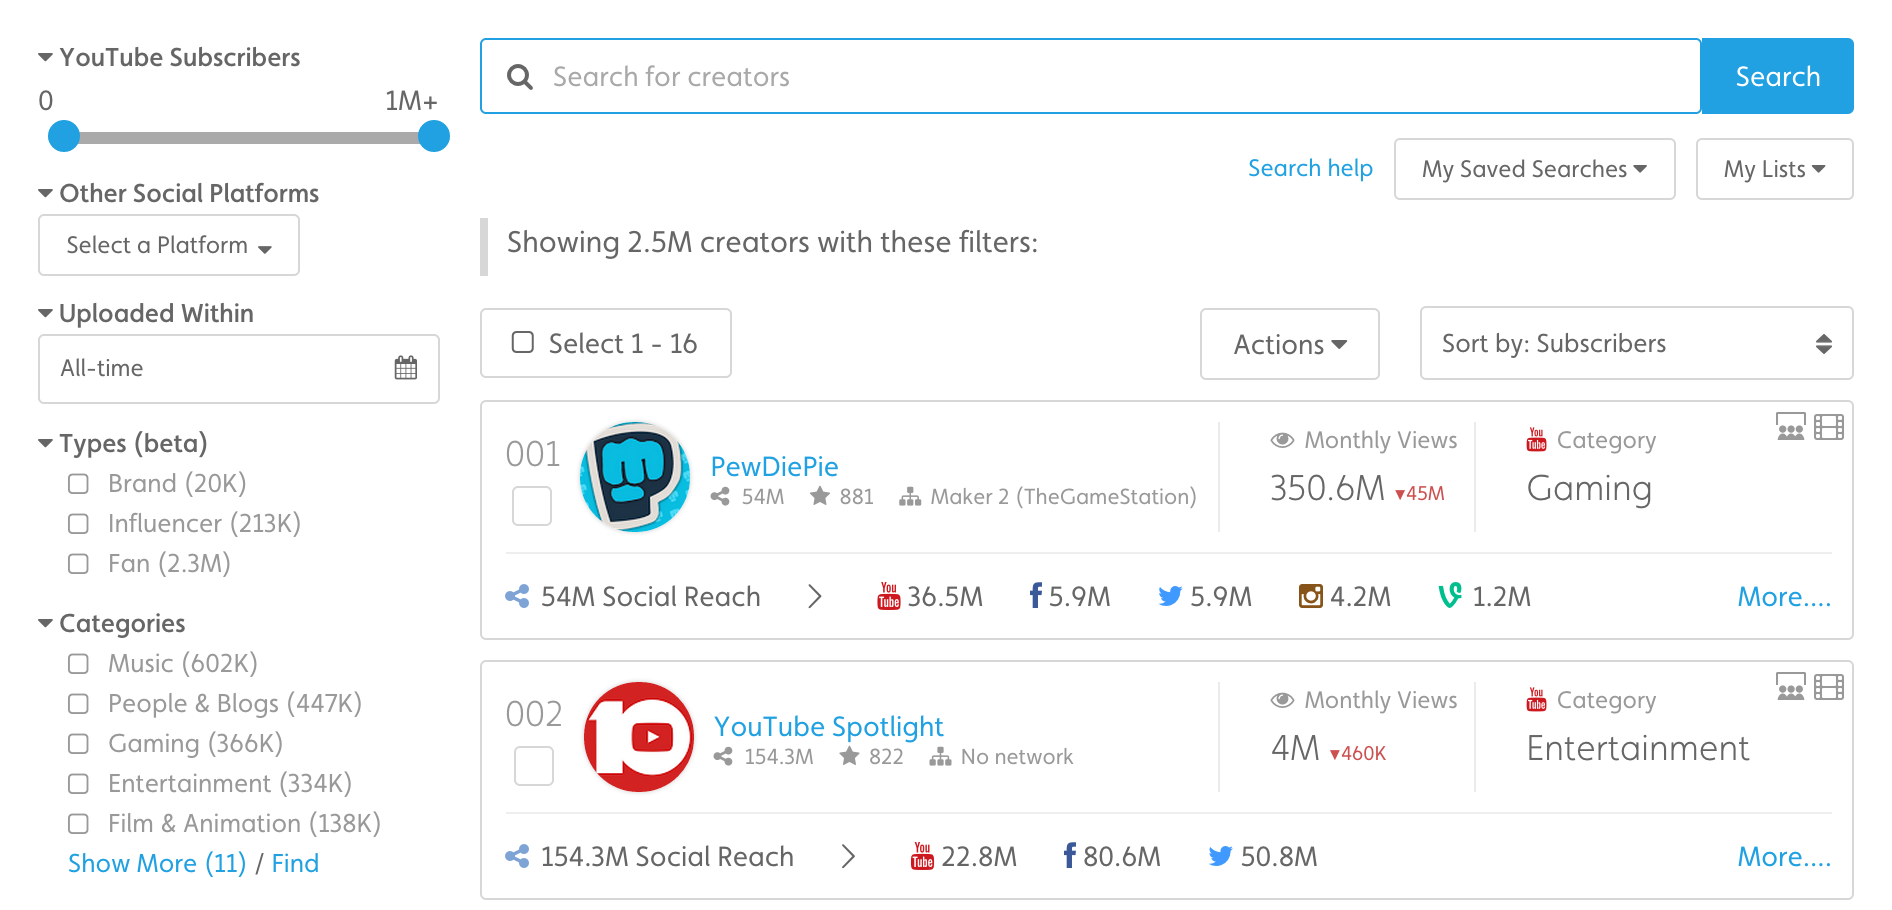 YouTube Subscribers
0 1M+
Other Social Platforms
Select a Platform
Uploaded Within
All-time
Types (beta)
Brand (20K)
Influencer (213K)
Fan (2.3M)
Categories
Music (602K)
People & Blogs (447K)
Gaming (366K)
Entertainment (334K)
Film & Animation (138K)
Show More (11) / Find
Search for creators Search
Search help My Saved Searches My Lists
Showing 2.5M creators with these filters:
Select 1 - 16 Actions Sort by: Subscribers
001 PewDiePie
54M 881 Maker 2 (TheGameStation)
Monthly Views
350.6M 45M
You Tube Category
Gaming
54M Social Reach You Tube 36.5M 5.9M 5.9M 4.2M 1.2M More....
002 YouTube Spotlight
154.3M 822 No network
Monthly Views
4M 460K
You Tube Category
Entertainment
154.3M Social Reach You Tube 22.8M 80.6M 50.8M More....